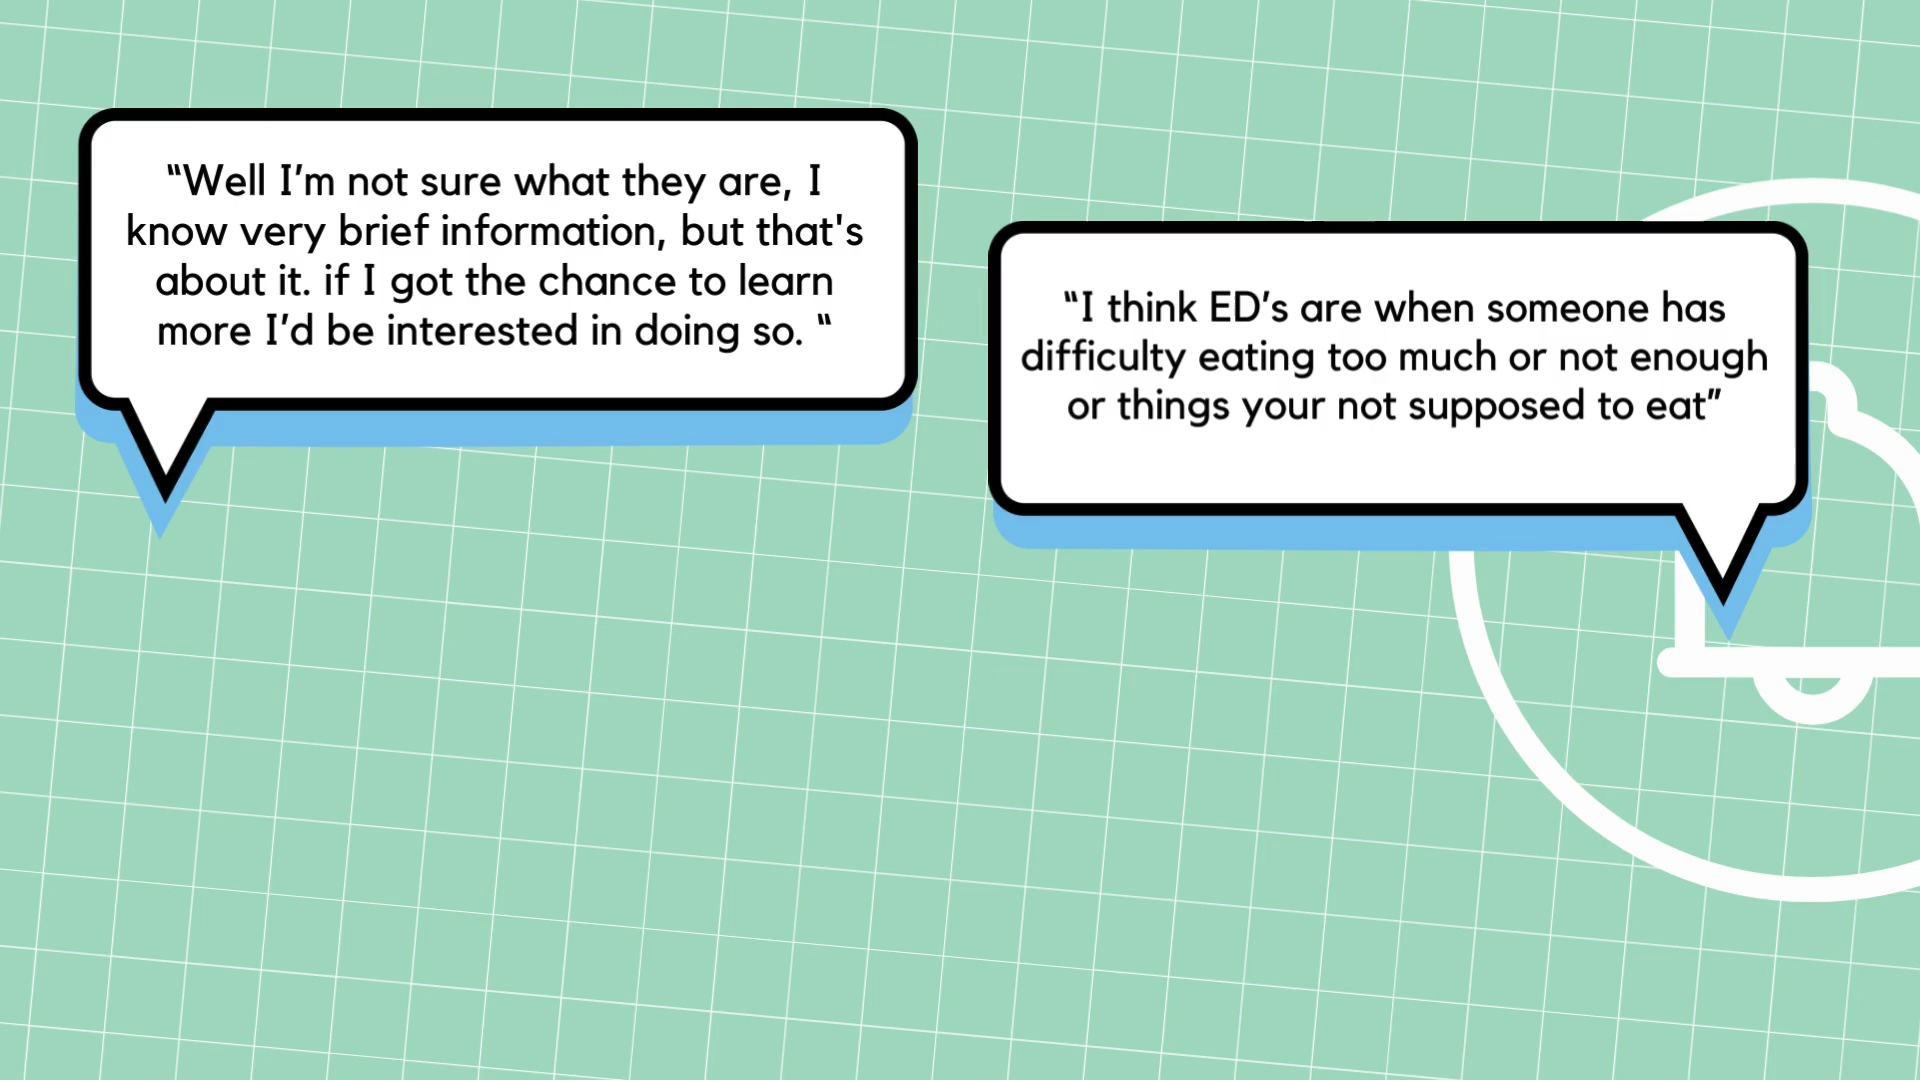 “Well I’m not sure what they are, I
know very brief information, but that's
about it. if I got the chance to learn
more I’d be interested in doing so. “
“I think ED’s are when someone has
difficulty eating too much or not enough
or things your not supposed to eat”